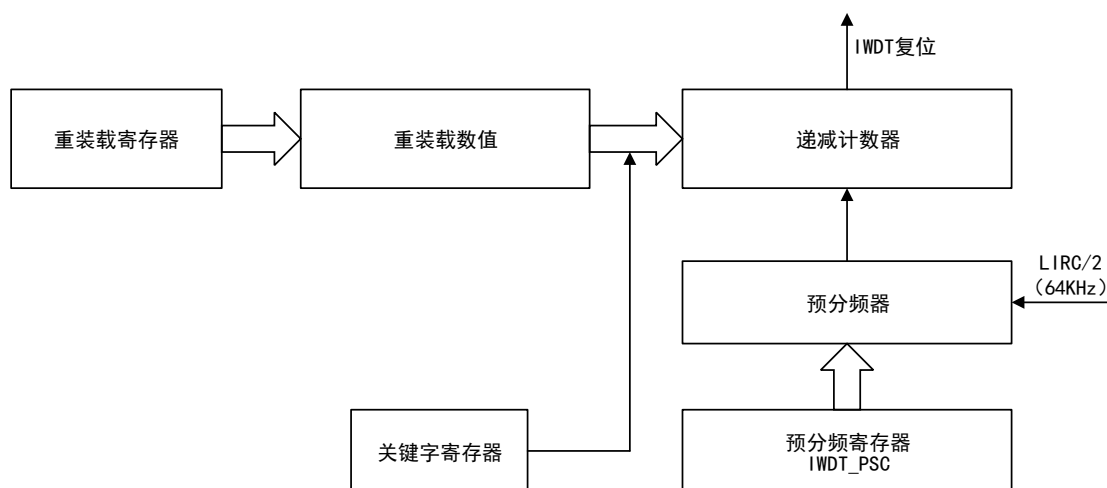 IWDT复位
重装载寄存器
重装载数值
递减计数器
LIRC/2
（64KHz）
预分频器
关键字寄存器
预分频寄存器
IWDT_PSC